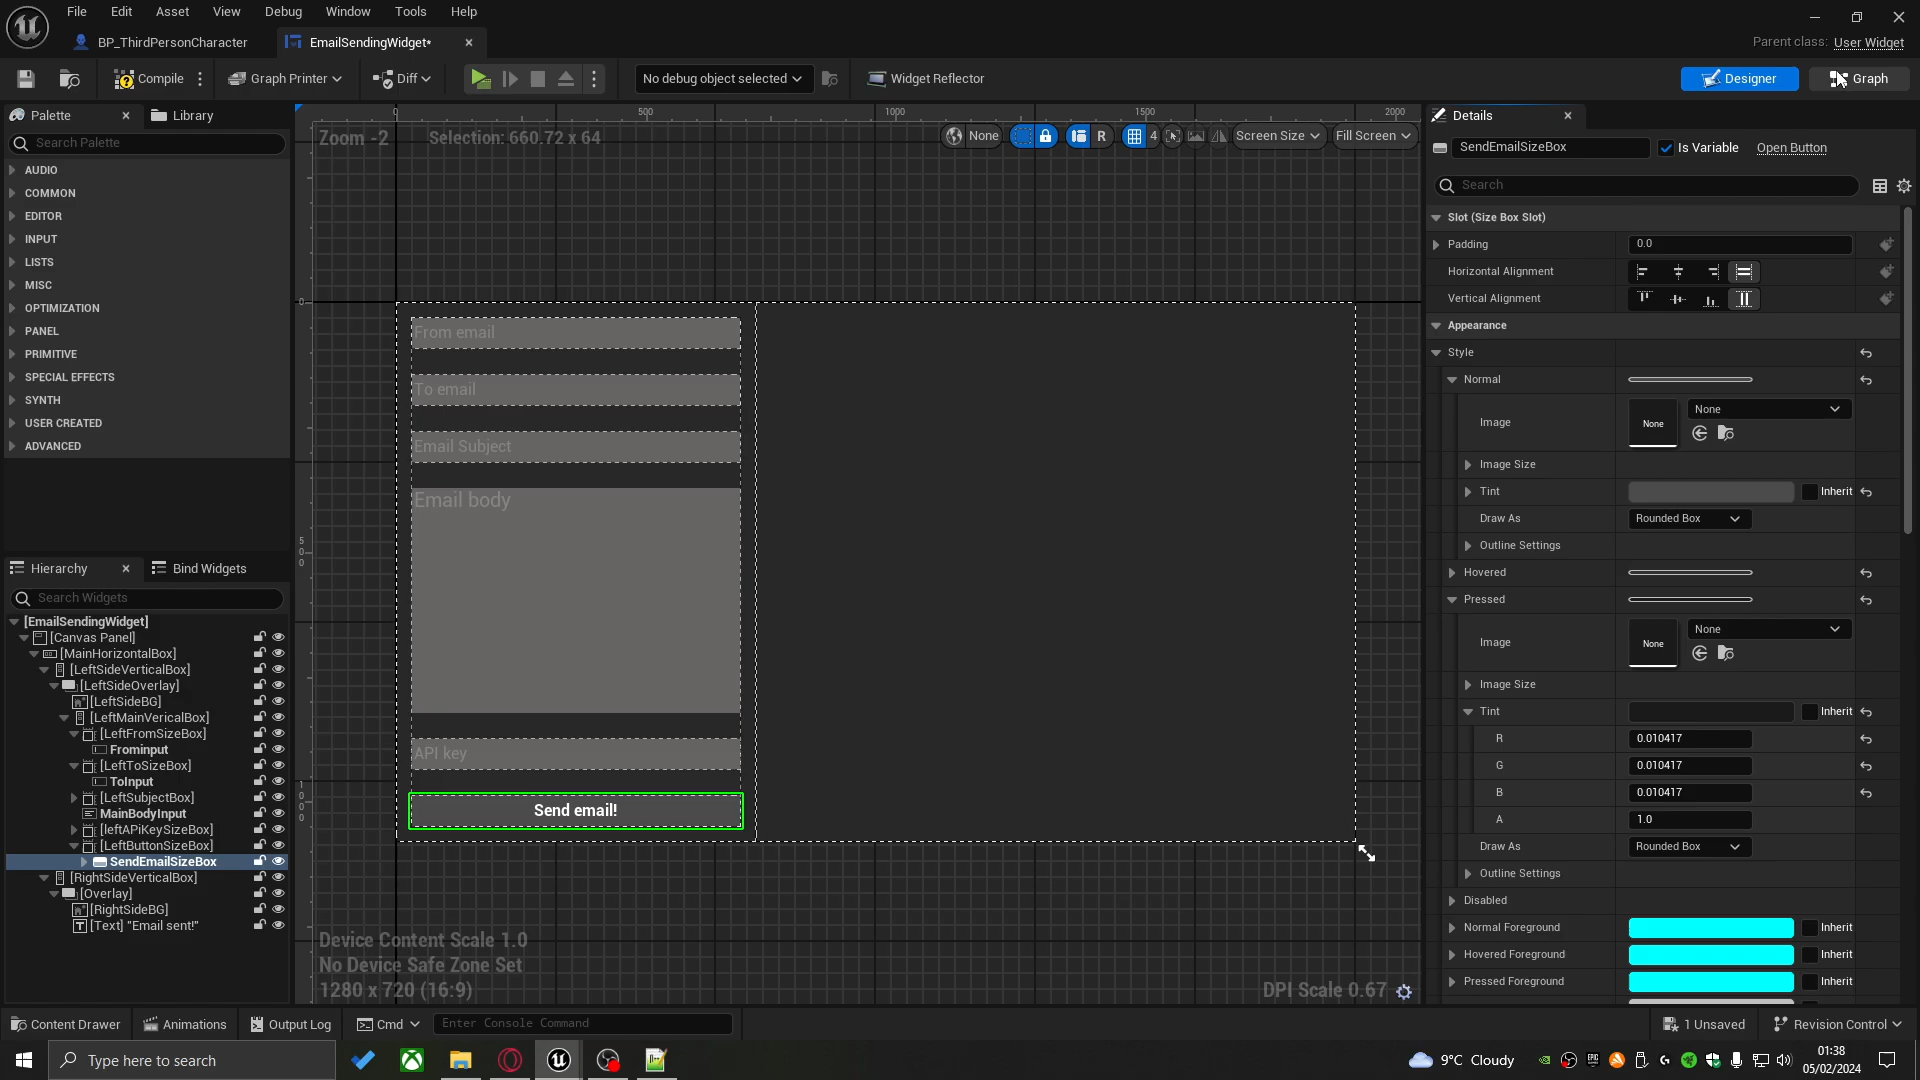 File Edit Asset View Debug Window Tools Help
BP_ThirdPersonCharacter
EmailSendingWidget*
Parent class: User Widget
Compile
Graph Printer
Diff
No debug object selected
Widget Reflector
Designer
Graph
Palette
Library
Search Palette
AUDIO
COMMON
EDITOR
INPUT
LISTS
MISC
OPTIMIZATION
PANEL
PRIMITIVE
SPECIAL EFFECTS
SYNTH
USER CREATED
ADVANCED
Hierarchy
Bind Widgets
Search Widgets
[EmailSendingWidget]
[Canvas Panel]
[MainHorizontalBox]
[LeftSideVerticalBox]
[LeftSideOverlay]
[LeftSideBG]
[LeftMainVericalBox]
[LeftFromSizeBox]
Frominput
[LeftToSizeBox]
ToInput
[LeftSubjectBox]
MainBodyInput
[leftAPiKeySizeBox]
[LeftButtonSizeBox]
SendEmailSizeBox
[RightSideVerticalBox]
[Overlay]
[RightSideBG]
[Text] "Email sent!"
0 500 1000 1500 2000
Zoom -2
Selection: 660.72 x 64
None
R
4
Screen Size
Fill Screen
0
500
1000
From email
To email
Email Subject
Email body
API key
Send email!
Device Content Scale 1.0
No Device Safe Zone Set
1280 x 720 (16:9)
DPI Scale 0.67
Details
SendEmailSizeBox
Is Variable
Open Button
Search
Slot (Size Box Slot)
Padding 0.0
Horizontal Alignment
Vertical Alignment
Appearance
Style
Normal
Image None None
Image Size
Tint Inherit
Draw As Rounded Box
Outline Settings
Hovered
Pressed
Image None None
Image Size
Tint Inherit
R 0.010417
G 0.010417
B 0.010417
A 1.0
Draw As Rounded Box
Outline Settings
Disabled
Normal Foreground Inherit
Hovered Foreground Inherit
Pressed Foreground Inherit
Content Drawer
Animations
Output Log
Cmd
Enter Console Command
1 Unsaved
Revision Control
Type here to search
9°C Cloudy
01:38
05/02/2024